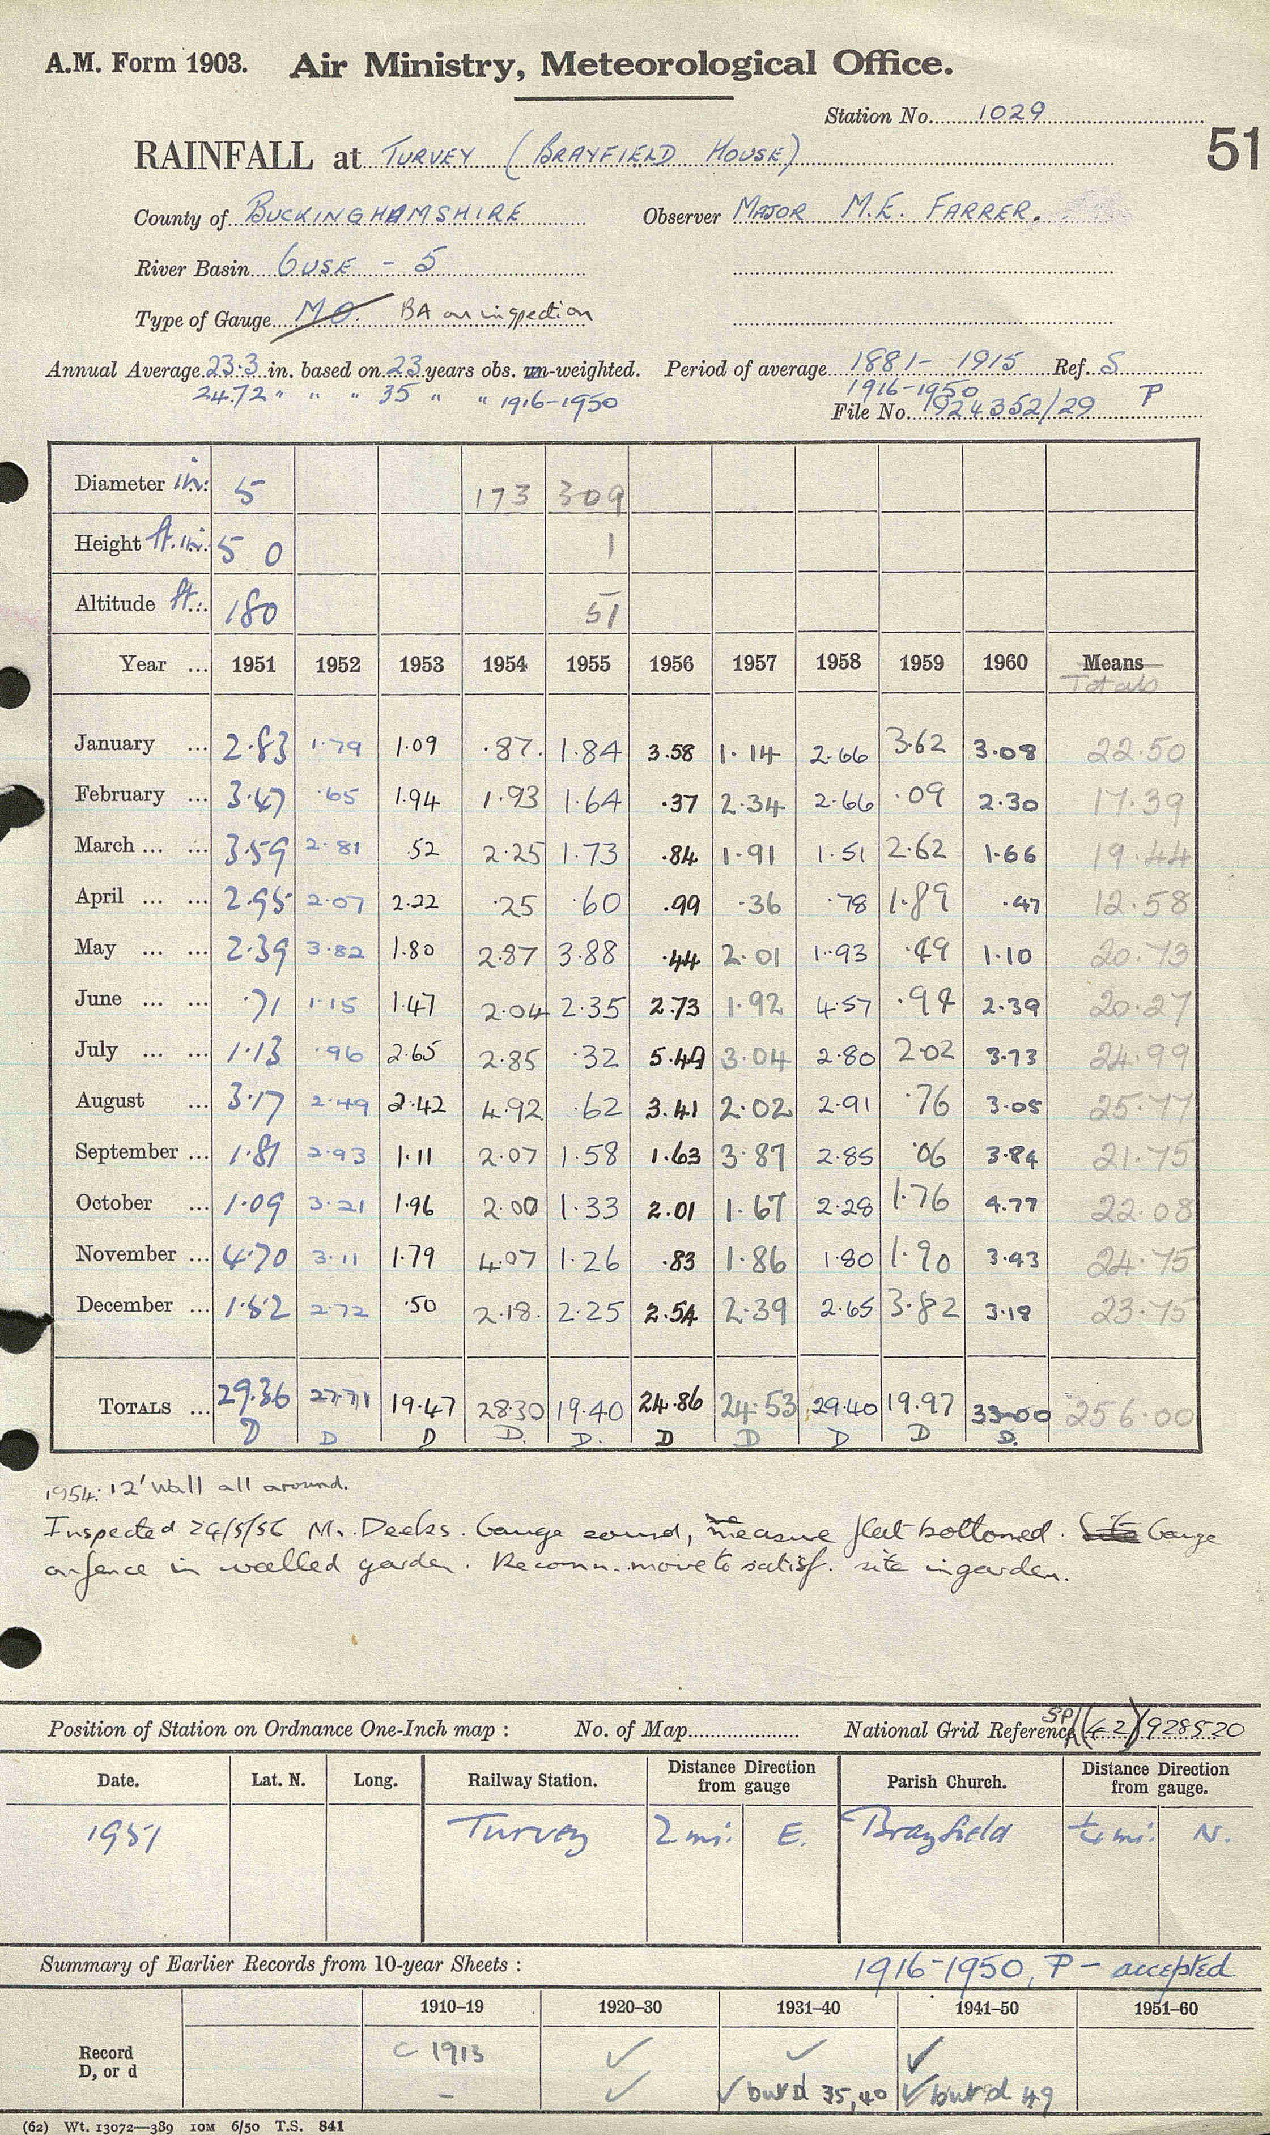 A.M. Form 1903. Air Ministry, Meteorological Office.
Station No. 1029
51
RAINFALL at TURVEY (BRAYFIELD HOUSE)
County of BUCKINGHAMSHIRE Observer MAJOR M.E. FARRER.
River Basin OUSE - 5
Type of Gauge MO. BA on inspection
Annual Average 23.3 in. based on 23 years obs. un-weighted. Period of average 1881 - 1915 Ref. S
24.72 " " " 35 " " 1916-1950 1916-1950 P
File No. 924352/29
Diameter in: 5 173 309
Height ft. in. 5 0 1
Altitude ft. 180 51
Year ... 1951 1952 1953 1954 1955 1956 1957 1958 1959 1960 Means
Totals
January ... 2.83 1.79 1.09 .87 1.84 3.58 1.14 2.66 3.62 3.08 22.50
February ... 3.47 .65 1.94 1.93 1.64 .37 2.34 2.66 .09 2.30 17.39
March ... ... 3.59 2.81 .52 2.25 1.73 .84 1.91 1.51 2.62 1.66 19.44
April ... ... 2.95 2.07 2.22 .25 .60 .99 .36 .78 1.89 .47 12.58
May ... ... 2.39 3.82 1.80 2.87 3.88 .44 2.01 1.93 .49 1.10 20.73
June ... ... .71 1.15 1.47 2.04 2.35 2.73 1.92 4.57 .94 2.39 20.27
July ... ... 1.13 .96 2.65 2.85 .32 5.49 3.04 2.80 2.02 3.73 24.99
August ... 3.17 2.49 2.42 4.92 .62 3.41 2.02 2.91 .76 3.05 25.77
September ... 1.81 2.93 1.11 2.07 1.58 1.63 3.87 2.85 .06 3.84 21.75
October ... 1.09 3.21 1.96 2.00 1.33 2.01 1.67 2.28 1.76 4.77 22.08
November ... 4.70 3.11 1.79 4.07 1.26 .83 1.86 1.80 1.90 3.43 24.75
December ... 1.52 2.72 .50 2.18 2.25 2.54 2.39 2.65 3.82 3.18 23.75
TOTALS ... 29.36 27.71 19.47 28.30 19.40 24.86 24.53 29.40 19.97 33.00 256.00
D D D D. D. D D D D D.
1954: 12' Wall all around.
Inspected 24/5/56 Mr. Deeks. Gauge sound, measure flat bottomed. Site Gauge
on fence in walled garden. Recomm. move to satisf. site in garden.
Position of Station on Ordnance One-Inch map : No. of Map National Grid Reference SP (42) 928520
Date. Lat. N. Long. Railway Station. Distance Direction from gauge Parish Church. Distance Direction from gauge.
1951 Turvey 2 mi: E. Brayfield ¼ mi: N.
Summary of Earlier Records from 10-year Sheets : 1916-1950, P - accepted
1910–19 1920–30 1931–40 1941–50 1951–60
Record C 1913 ✓ ✓ ✓
D, or d - ✓ ✓ but d 35, 40 ✓ but d 49
(62) Wt. 13072—389 10M 6/50 T.S. 841